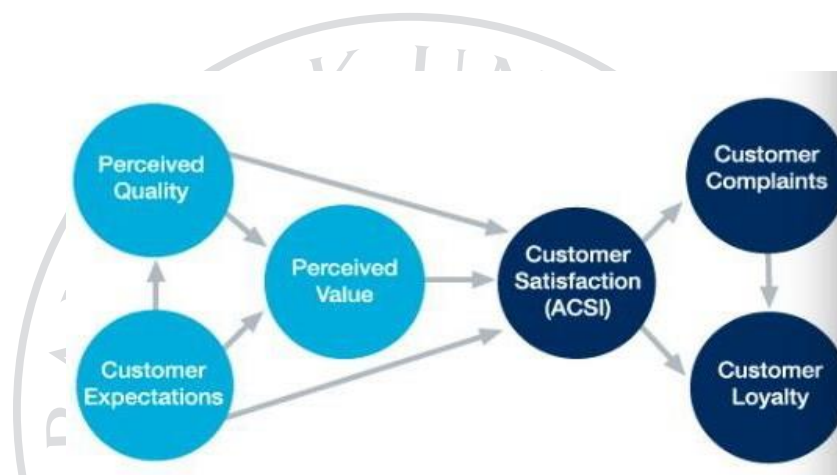 Perceived
Quality
Customer
Expectations
Perceived
Value
Customer
Satisfaction
(ACSI)
Customer
Complaints
Customer
Loyalty